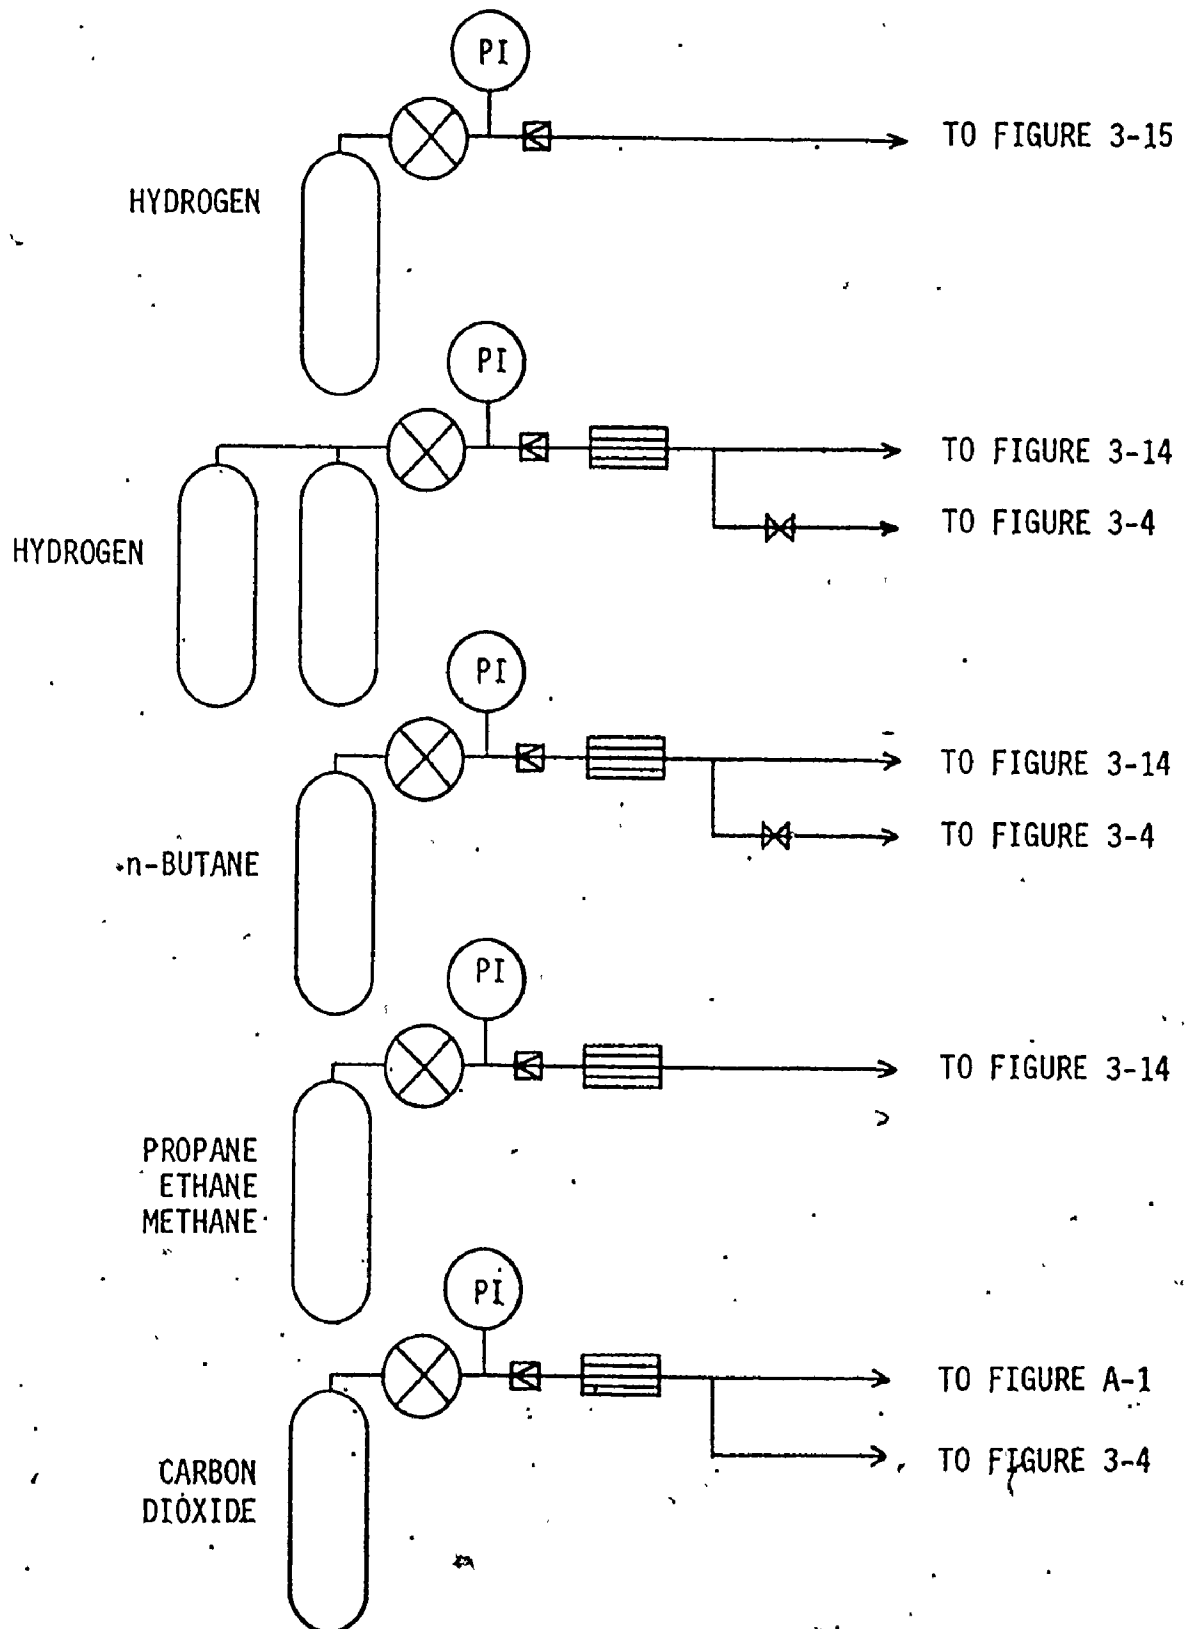 PI
TO FIGURE 3-15
HYDROGEN
PI
TO FIGURE 3-14
TO FIGURE 3-4
HYDROGEN
PI
TO FIGURE 3-14
TO FIGURE 3-4
n-BUTANE
PI
TO FIGURE 3-14
PROPANE
ETHANE
METHANE
PI
TO FIGURE A-1
TO FIGURE 3-4
CARBON
DIOXIDE